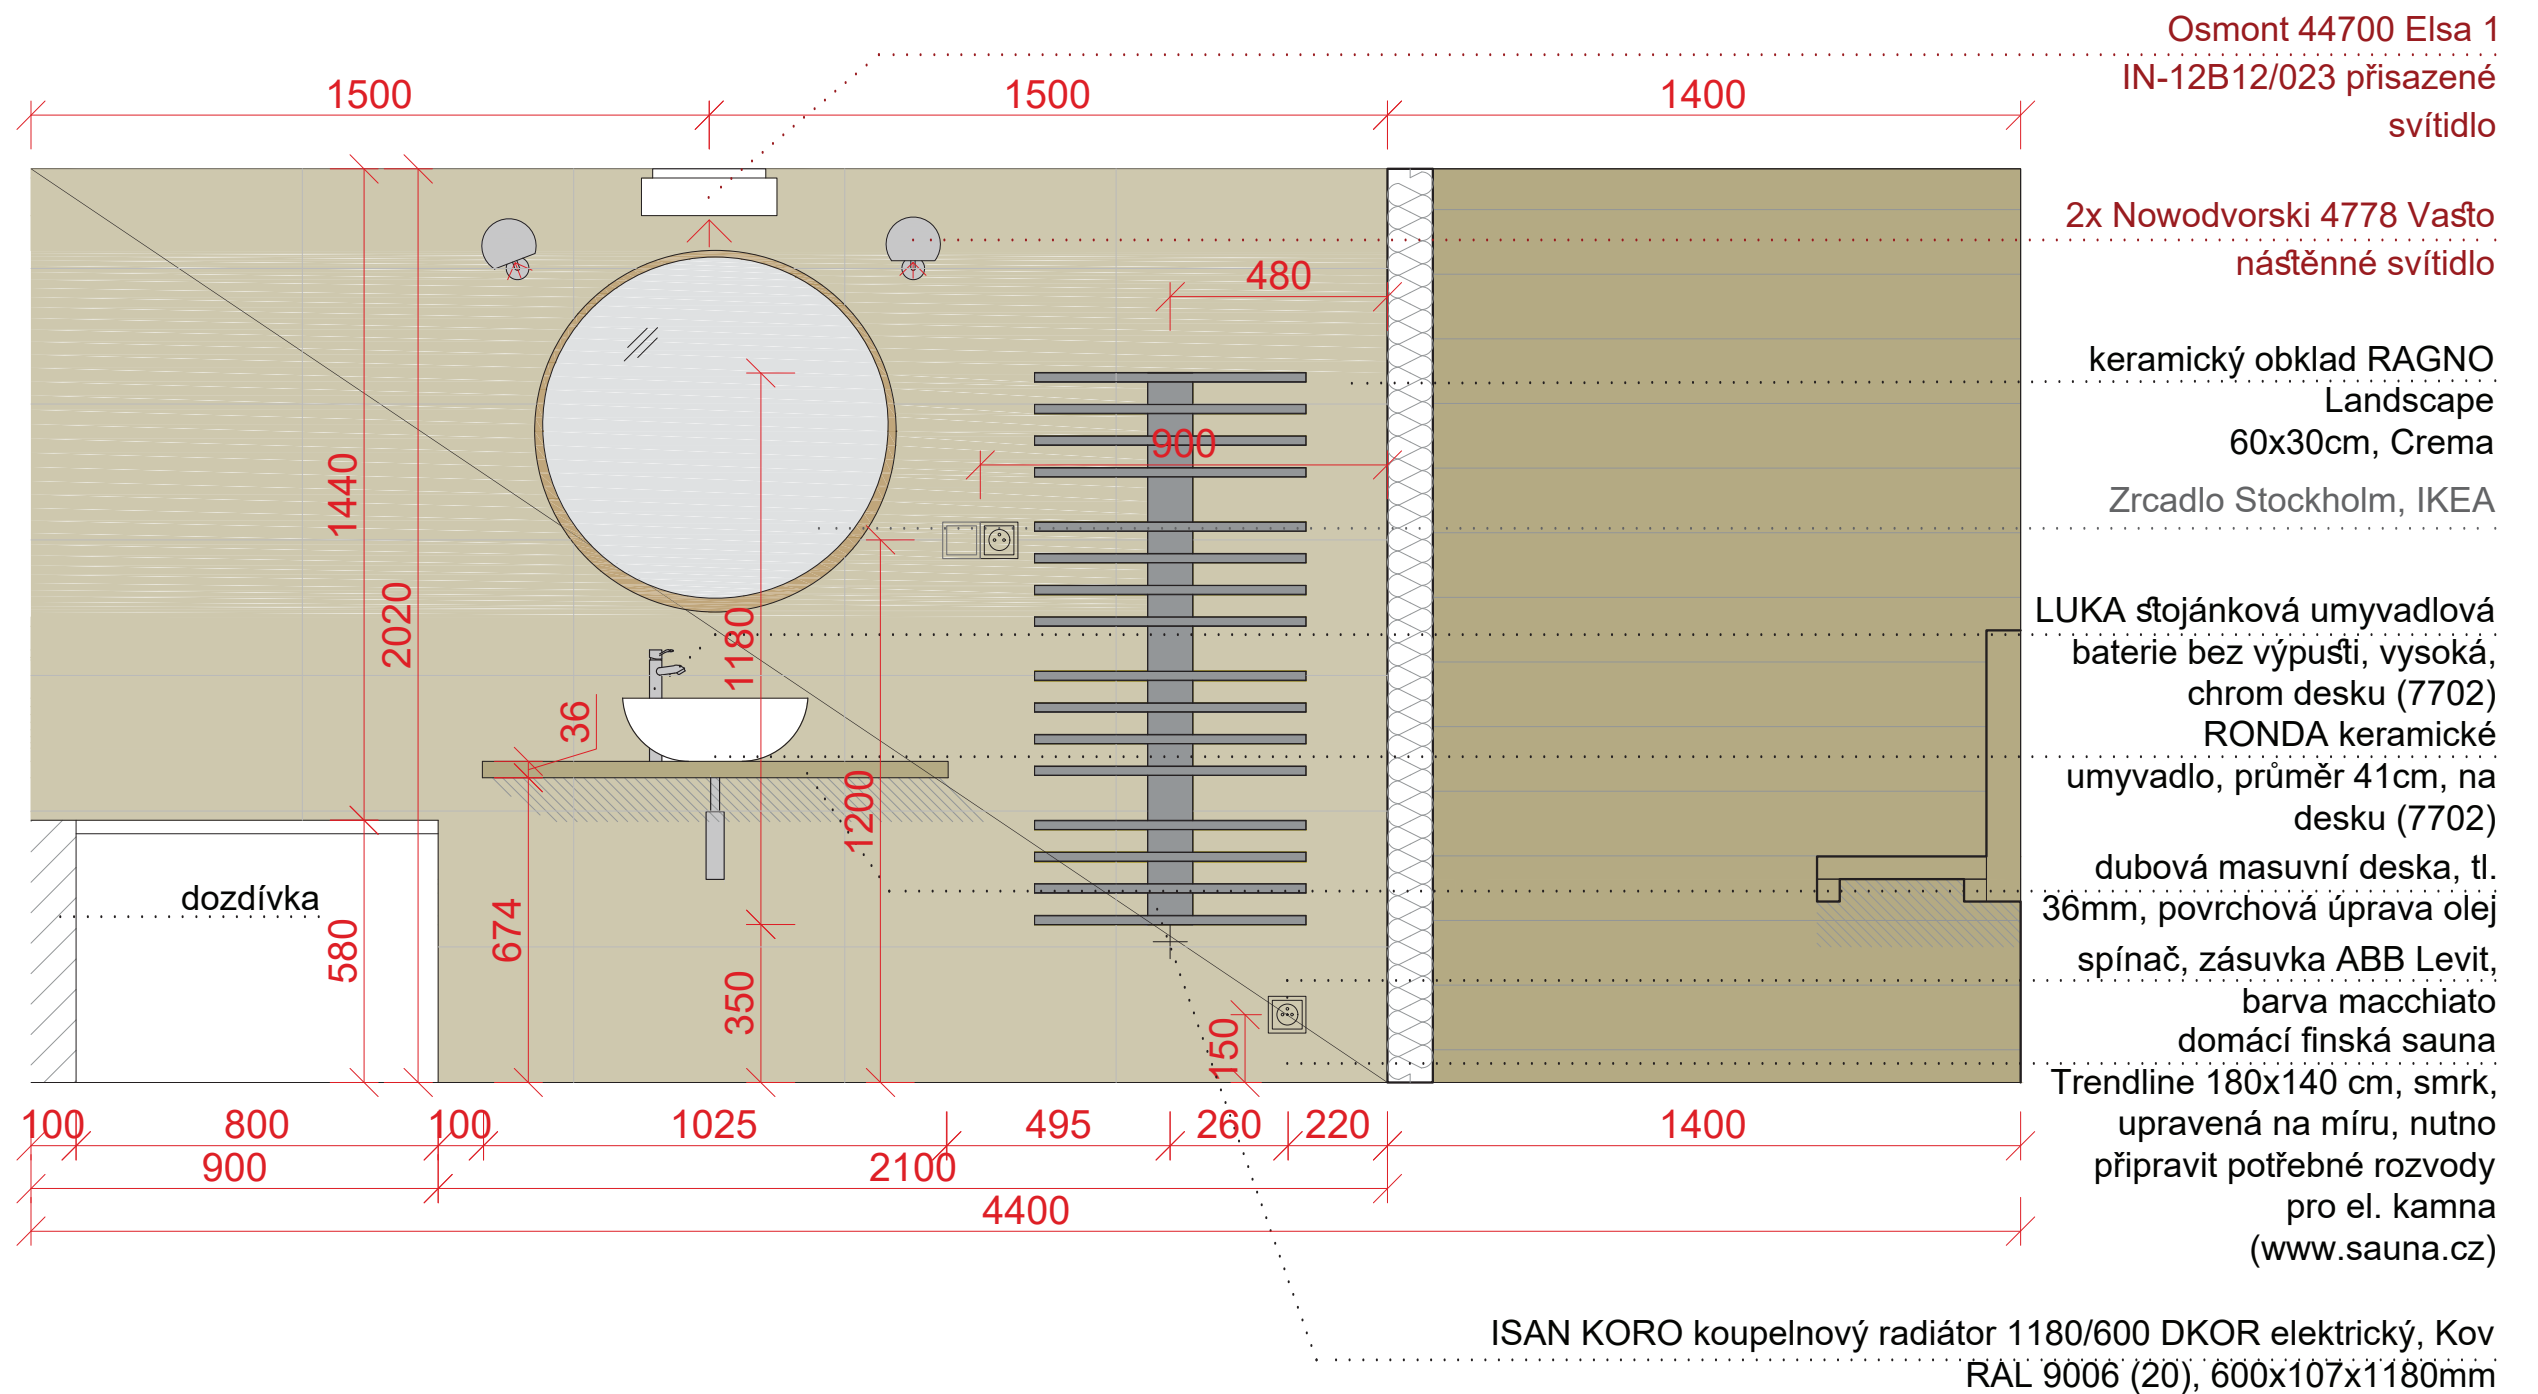 Osmont 44700 Elsa 1
IN-12B12/023 přisazené
svítidlo
1500
1500
1400
2x Nowodvorski 4778 Vasto
nástěnné svítidlo
480
keramický obklad RAGNO
Landscape
60x30cm, Crema
900
1440
Zrcadlo Stockholm, IKEA
2020
1180
LUKA stojánková umyvadlová
baterie bez výpusti, vysoká,
chrom desku (7702)
36
RONDA keramické
umyvadlo, průměr 41cm, na
desku (7702)
1200
dubová masuvní deska, tl.
36mm, povrchová úprava olej
dozdívka
580
674
350
150
spínač, zásuvka ABB Levit,
barva macchiato
domácí finská sauna
Trendline 180x140 cm, smrk,
upravená na míru, nutno
připravit potřebné rozvody
pro el. kamna
(www.sauna.cz)
100
800
100
1025
495
260
220
1400
900
2100
4400
ISAN KORO koupelnový radiátor 1180/600 DKOR elektrický, Kov
RAL 9006 (20), 600x107x1180mm